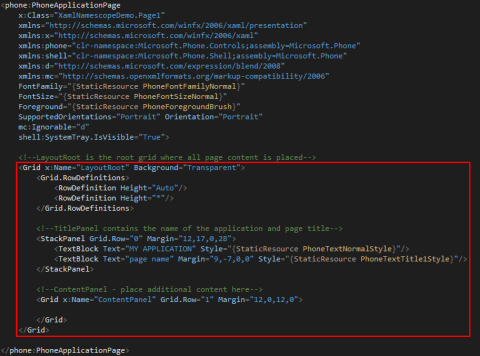 <phone:PhoneApplicationPage
x:Class="XamlNamescopeDemo.Page1"
xmlns="http://schemas.microsoft.com/winfx/2006/xaml/presentation"
xmlns:x="http://schemas.microsoft.com/winfx/2006/xaml"
xmlns:phone="clr-namespace:Microsoft.Phone.Controls;assembly=Microsoft.Phone"
xmlns:shell="clr-namespace:Microsoft.Phone.Shell;assembly=Microsoft.Phone"
xmlns:d="http://schemas.microsoft.com/expression/blend/2008"
xmlns:mc="http://schemas.openxmlformats.org/markup-compatibility/2006"
FontFamily="{StaticResource PhoneFontFamilyNormal}"
FontSize="{StaticResource PhoneFontSizeNormal}"
Foreground="{StaticResource PhoneForegroundBrush}"
SupportedOrientations="Portrait" Orientation="Portrait"
mc:Ignorable="d"
shell:SystemTray.IsVisible="True">
<!--LayoutRoot is the root grid where all page content is placed-->
<Grid x:Name="LayoutRoot" Background="Transparent">
<Grid.RowDefinitions>
<RowDefinition Height="Auto"/>
<RowDefinition Height="*"/>
</Grid.RowDefinitions>
<!--TitlePanel contains the name of the application and page title-->
<StackPanel Grid.Row="0" Margin="12,17,0,28">
<TextBlock Text="MY APPLICATION" Style="{StaticResource PhoneTextNormalStyle}"/>
<TextBlock Text="page name" Margin="9,-7,0,0" Style="{StaticResource PhoneTextTitle1Style}"/>
</StackPanel>
<!--ContentPanel - place additional content here-->
<Grid x:Name="ContentPanel" Grid.Row="1" Margin="12,0,12,0">
</Grid>
</Grid>
</phone:PhoneApplicationPage>